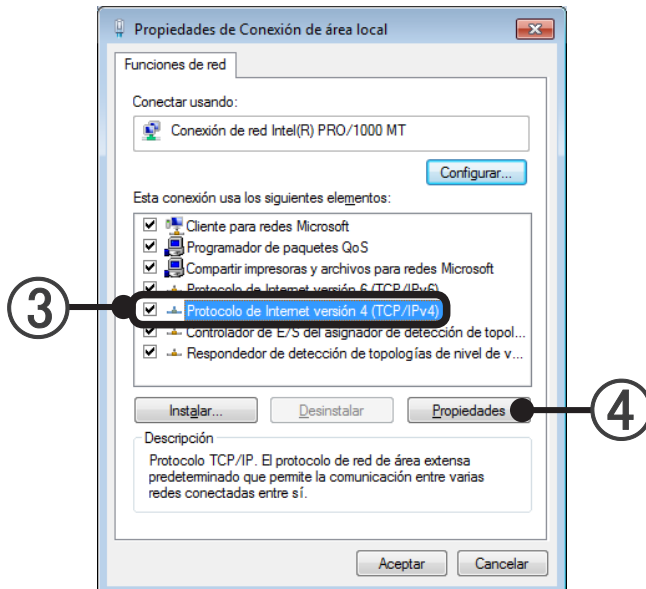 Propiedades de Conexión de área local
Funciones de red
Conectar usando:
Conexión de red Intel(R) PRO/1000 MT
Configurar...
Esta conexión usa los siguientes elementos:
Cliente para redes Microsoft
Programador de paquetes QoS
Compartir impresoras y archivos para redes Microsoft
Protocolo de Internet versión 6 (TCP/IPv6)
③ Protocolo de Internet versión 4 (TCP/IPv4)
Controlador de E/S del asignador de detección de topol...
Respondedor de detección de topologías de nivel de v...
Instalar... Desinstalar Propiedades ④
Descripción
Protocolo TCP/IP. El protocolo de red de área extensa
predeterminado que permite la comunicación entre varias
redes conectadas entre sí.
Aceptar Cancelar